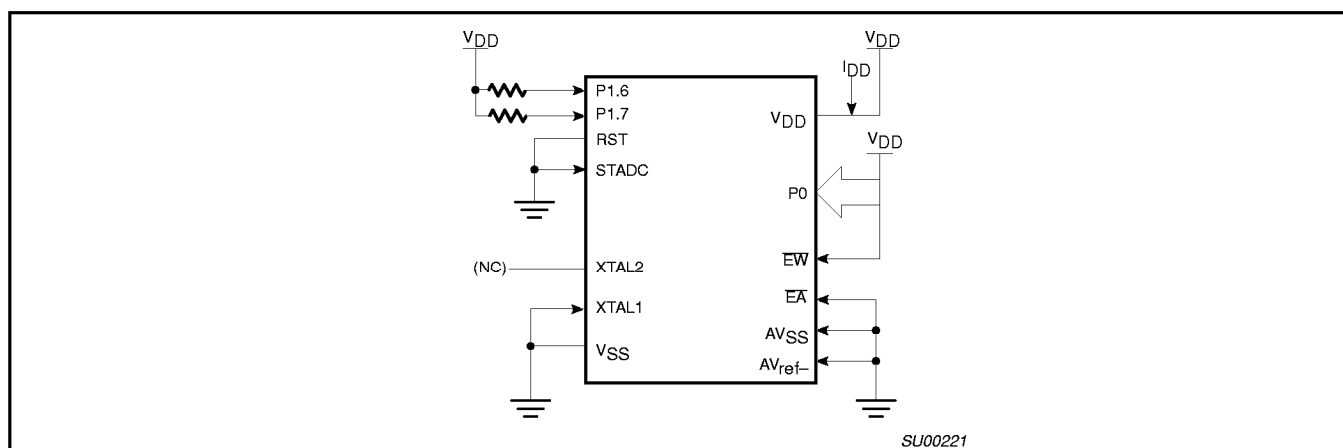 VDD
P1.6
P1.7
RST
STADC
(NC)
XTAL2
XTAL1
VSS
VDD
IDD
VDD
VDD
P0
EW
EA
AVSS
AVref–
SU00221